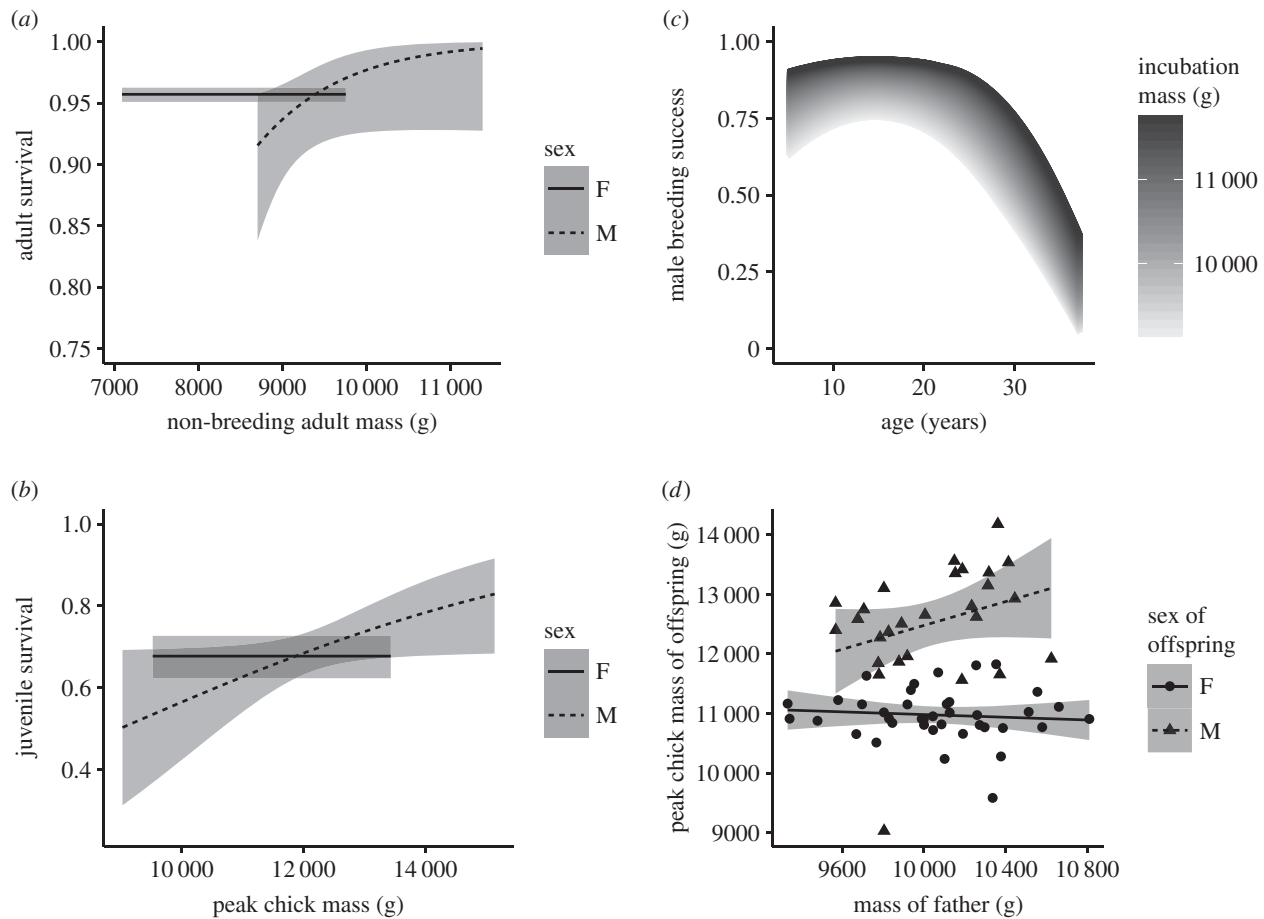 (a)
1.00
0.95
0.90
0.85
0.80
0.75
adult survival
7000 8000 9000 10 000 11 000
non-breeding adult mass (g)
sex
F
M
(c)
1.00
0.75
0.50
0.25
0
male breeding success
10 20 30
age (years)
incubation
mass (g)
11 000
10 000
(b)
1.0
0.8
0.6
0.4
juvenile survival
10 000 12 000 14 000
peak chick mass (g)
sex
F
M
(d)
14 000
13 000
12 000
11 000
10 000
9000
peak chick mass of offspring (g)
9600 10 000 10 400 10 800
mass of father (g)
sex of
offspring
F
M